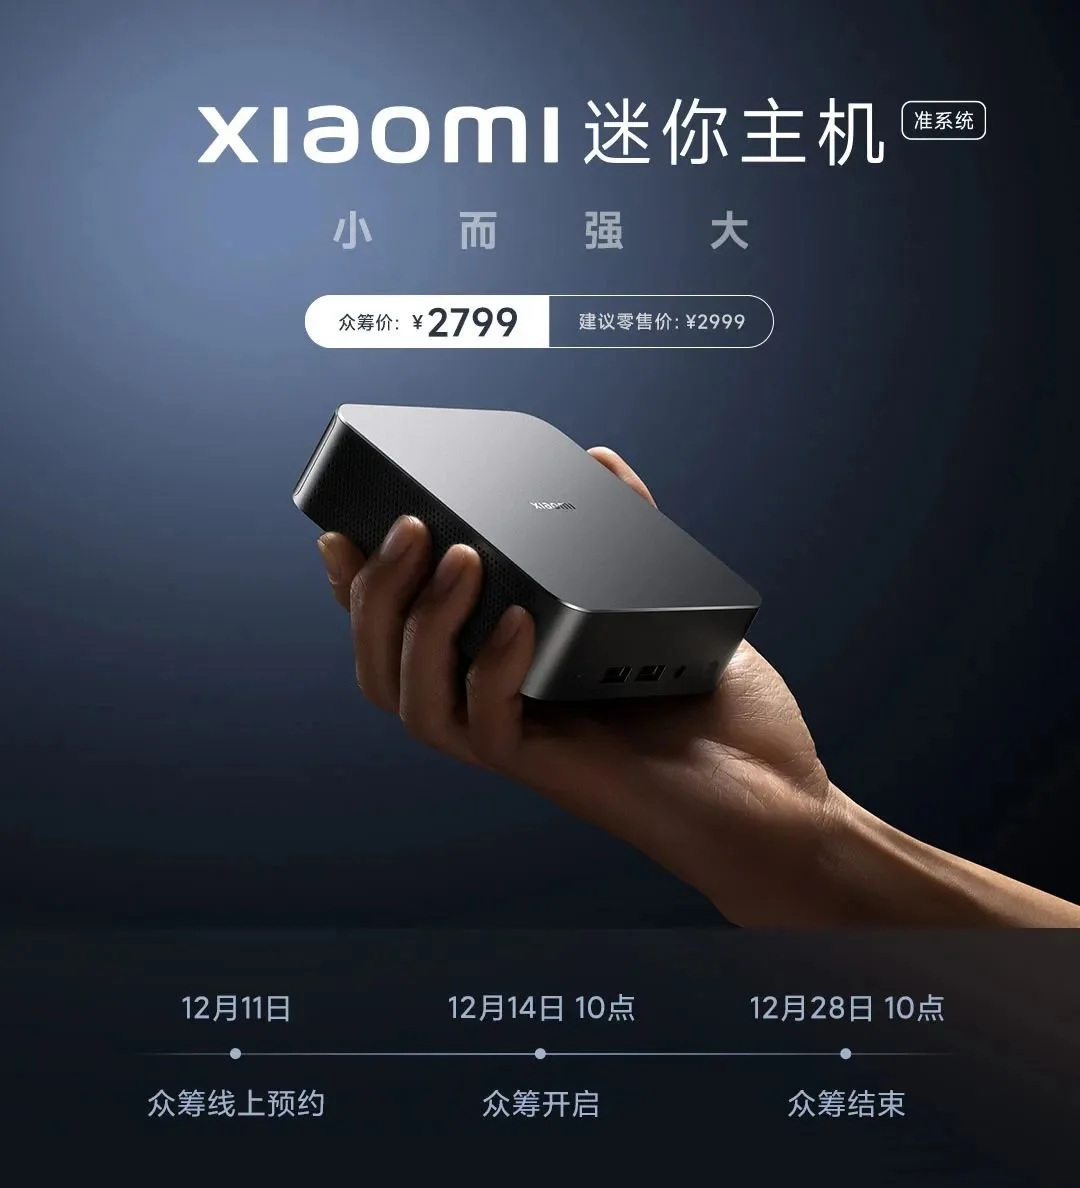 xiaomi 迷你主机 准系统
小而强大
众筹价: ¥2799 建议零售价: ¥2999
xiaomi
12月11日 12月14日 10点 12月28日 10点
众筹线上预约 众筹开启 众筹结束